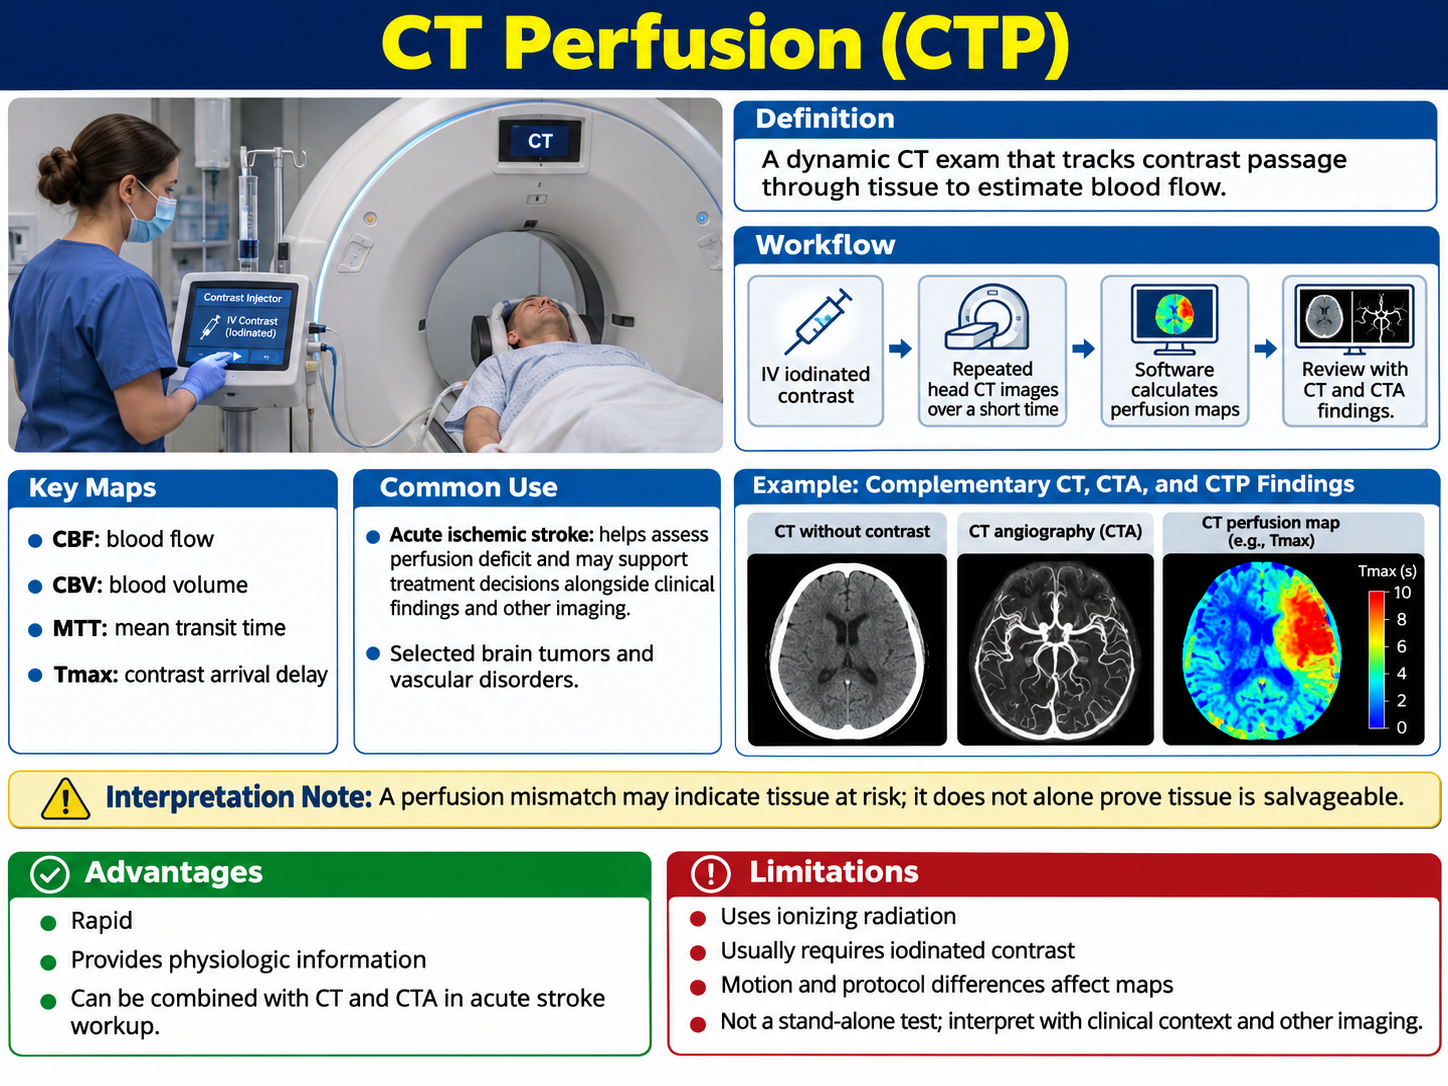 CT Perfusion (CTP)
CT
Contrast Injector
IV Contrast
(Iodinated)
Definition
A dynamic CT exam that tracks contrast passage
through tissue to estimate blood flow.
Workflow
IV iodinated
contrast
Repeated
head CT images
over a short time
Software
calculates
perfusion maps
Review with
CT and CTA
findings.
Key Maps
CBF: blood flow
CBV: blood volume
MTT: mean transit time
Tmax: contrast arrival delay
Common Use
Acute ischemic stroke: helps assess
perfusion deficit and may support
treatment decisions alongside clinical
findings and other imaging.
Selected brain tumors and
vascular disorders.
Example: Complementary CT, CTA, and CTP Findings
CT without contrast
CT angiography (CTA)
CT perfusion map
(e.g., Tmax)
Tmax (s)
10
8
6
4
2
0
Interpretation Note: A perfusion mismatch may indicate tissue at risk; it does not alone prove tissue is salvageable.
Advantages
Rapid
Provides physiologic information
Can be combined with CT and CTA in acute stroke
workup.
Limitations
Uses ionizing radiation
Usually requires iodinated contrast
Motion and protocol differences affect maps
Not a stand-alone test; interpret with clinical context and other imaging.